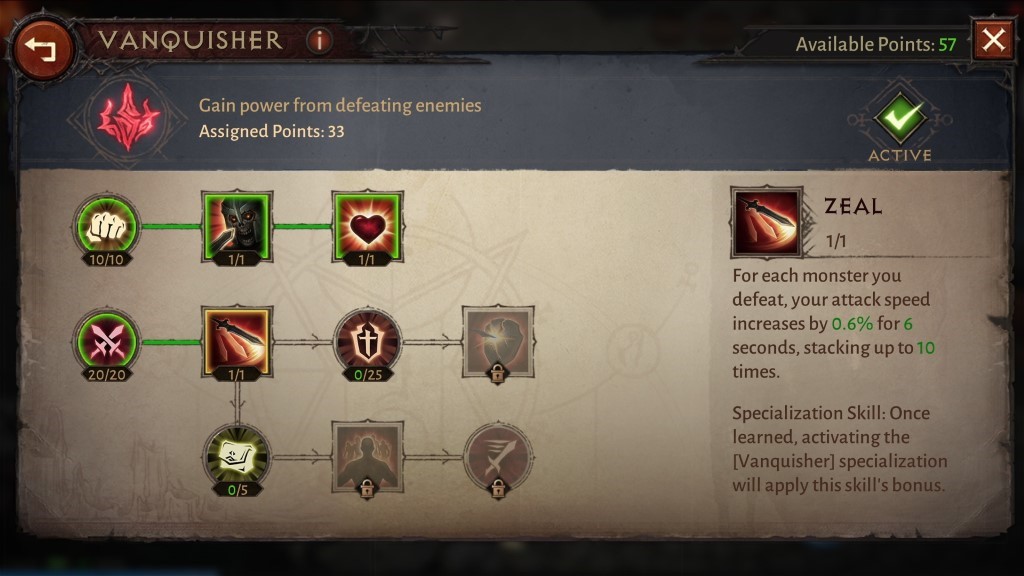 VANQUISHER
i
Available Points: 57
Gain power from defeating enemies
Assigned Points: 33
ACTIVE
10/10
1/1
1/1
20/20
1/1
0/25
0/5
ZEAL
1/1
For each monster you
defeat, your attack speed
increases by 0.6% for 6
seconds, stacking up to 10
times.
Specialization Skill: Once
learned, activating the
[Vanquisher] specialization
will apply this skill's bonus.